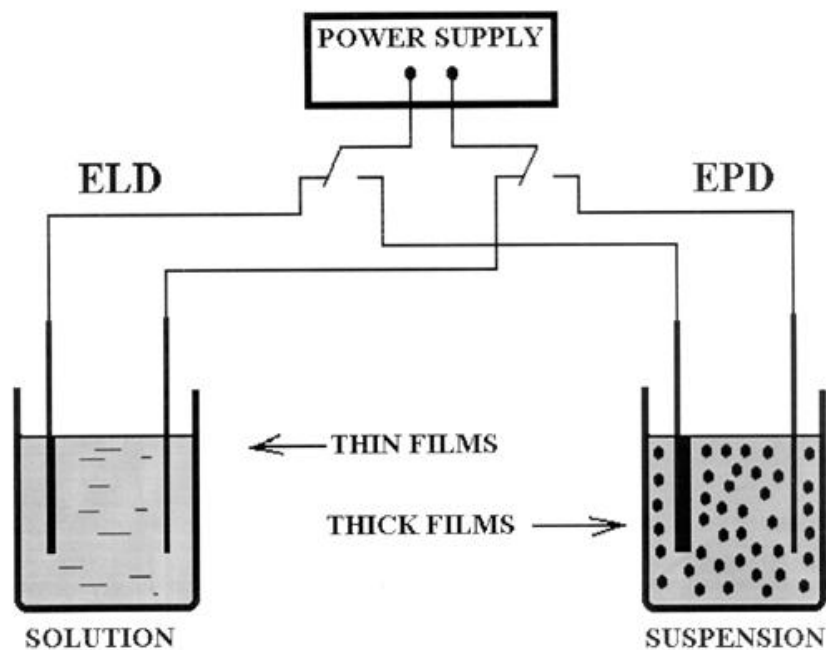 POWER SUPPLY
ELD
EPD
THIN FILMS
THICK FILMS
SOLUTION
SUSPENSION